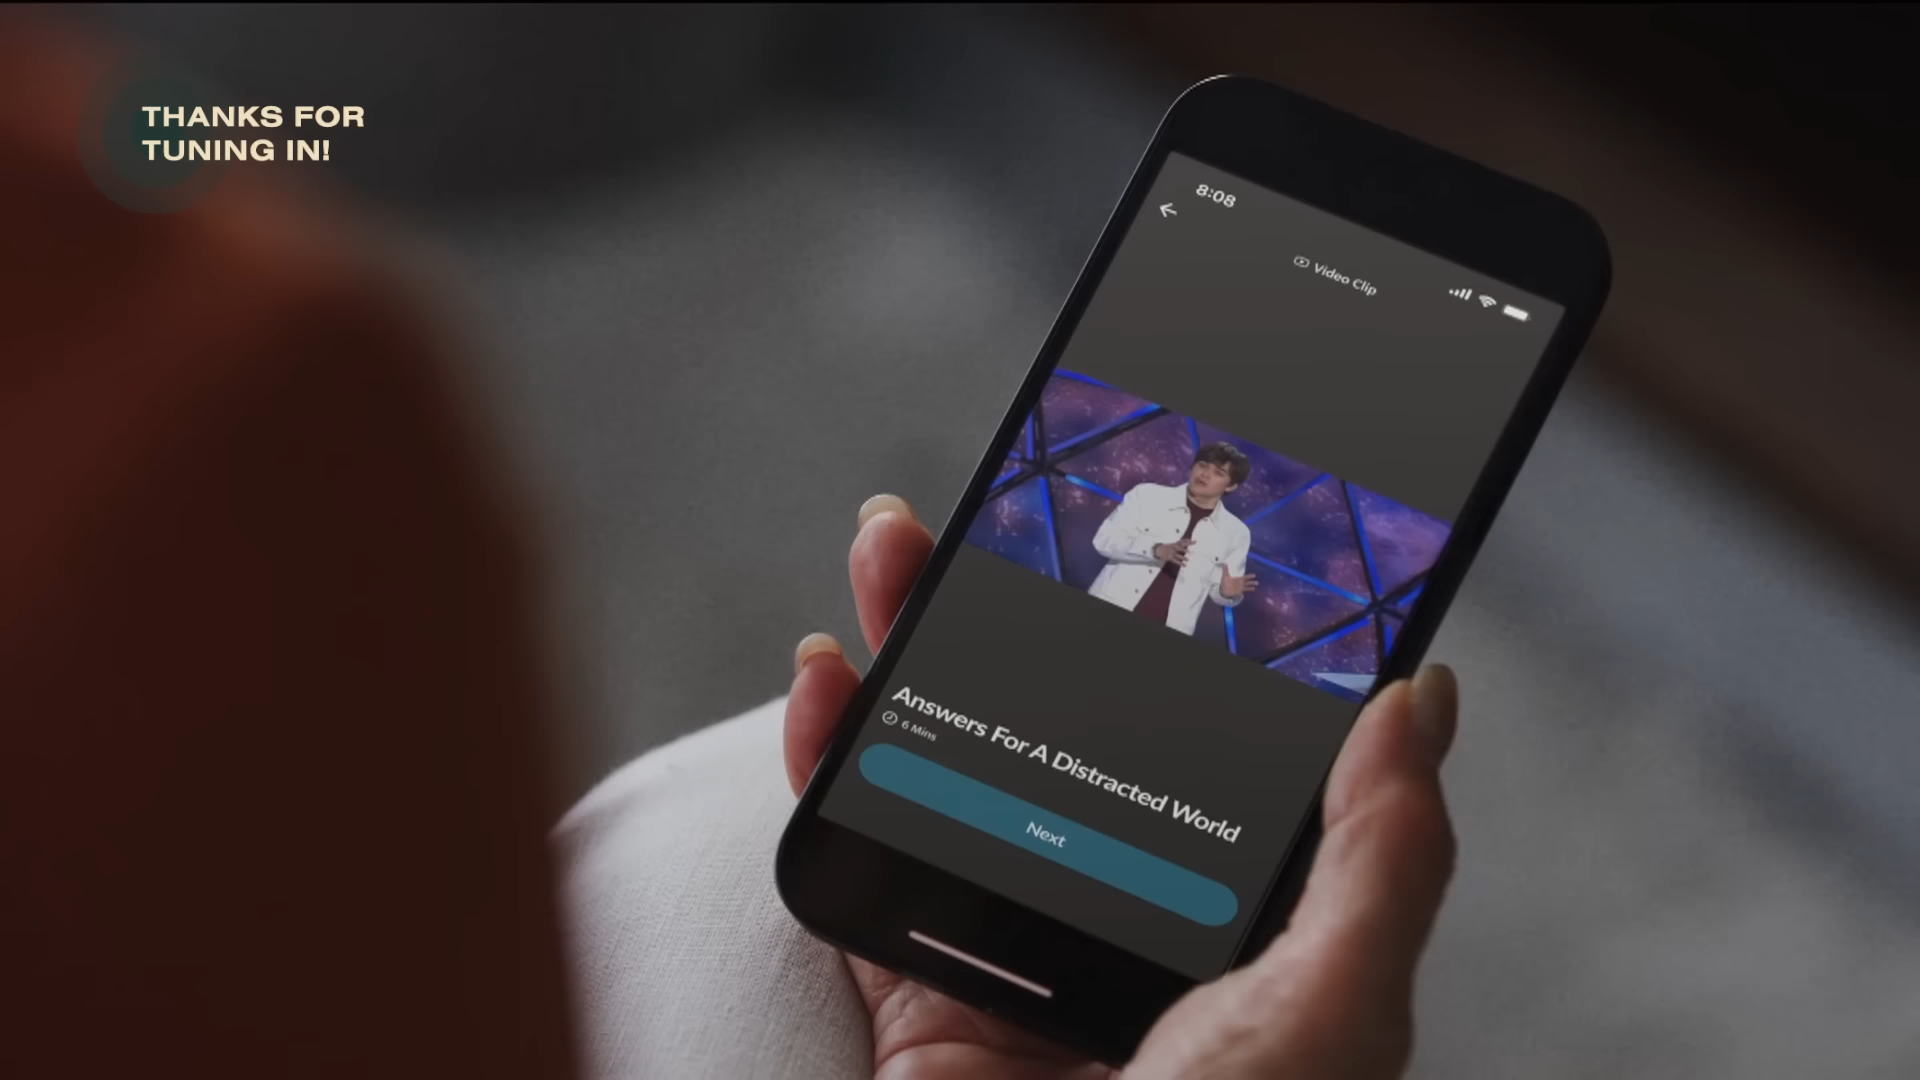 THANKS FOR
TUNING IN!
8:08
Video Clip
Answers For A Distracted World
6 Mins
Next